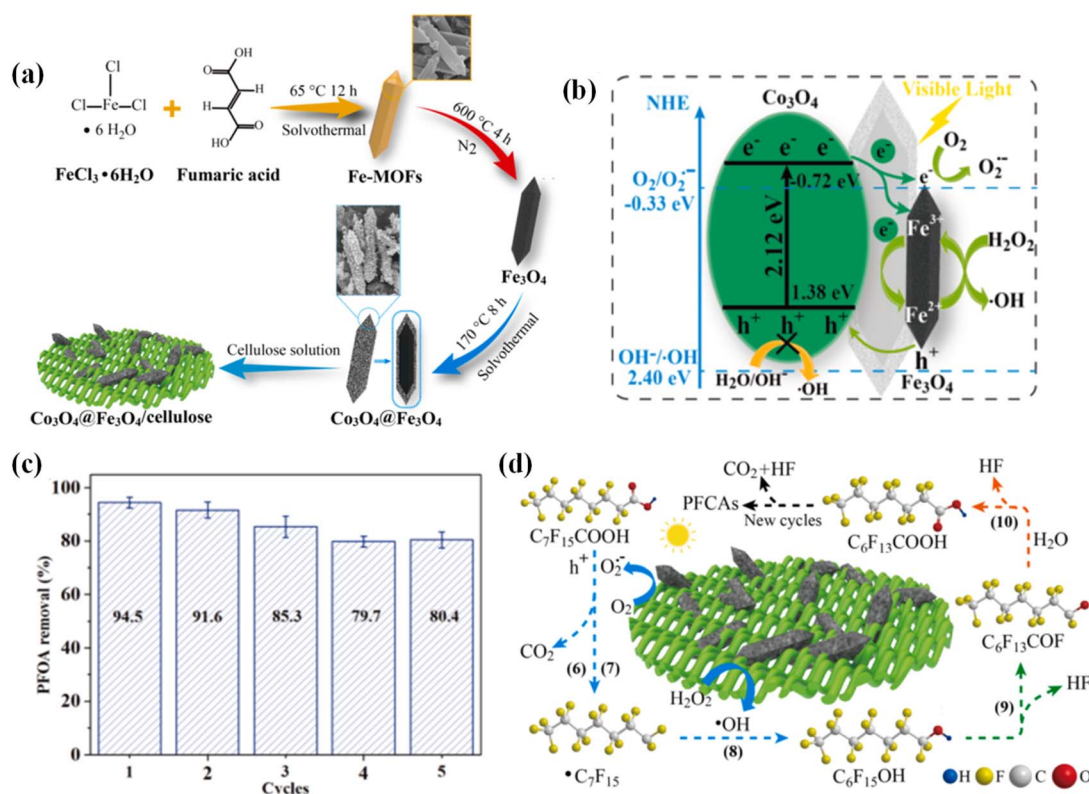 (a)
Cl
Cl Fe Cl
• 6 H2O
FeCl3•6H2O
+
O OH
H
H
HO O
Fumaric acid
65 °C 12 h
Solvothermal
Fe-MOFs
600 °C 4 h
N2
Fe3O4
170 °C 8 h
Solvothermal
Co3O4@Fe3O4
Cellulose solution
Co3O4@Fe3O4/cellulose
(b)
NHE
Co3O4
Visible Light
e- e- e-
e-
O2
O2•-
e-
-0.72 eV
O2/O2•-
-0.33 eV
2.12 eV
e-
Fe3+
H2O2
Fe2+
·OH
1.38 eV
h+ h+ h+
h+
Fe3O4
OH-/·OH
2.40 eV
H2O/OH-
·OH
(c)
PFOA removal (%)
100
80
60
40
20
0
94.5 91.6 85.3 79.7 80.4
1 2 3 4 5
Cycles
(d)
C7F15COOH
CO2+HF
PFCAs
New cycles
C6F13COOH
HF
(10)
H2O
h+
O2•-
O2
CO2
(6) (7)
H2O2
•OH
(8)
•C7F15
C6F15OH
(9)
HF
C6F13COF
H F C O